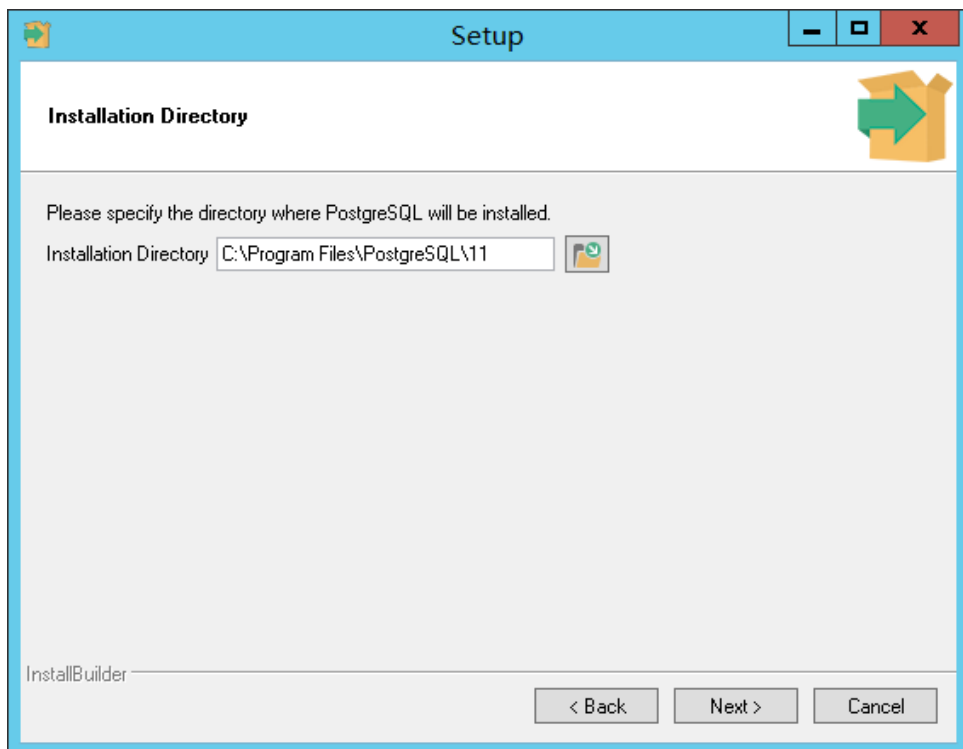 Setup
Installation Directory
Please specify the directory where PostgreSQL will be installed.
Installation Directory C:\Program Files\PostgreSQL\11
InstallBuilder
< Back Next > Cancel